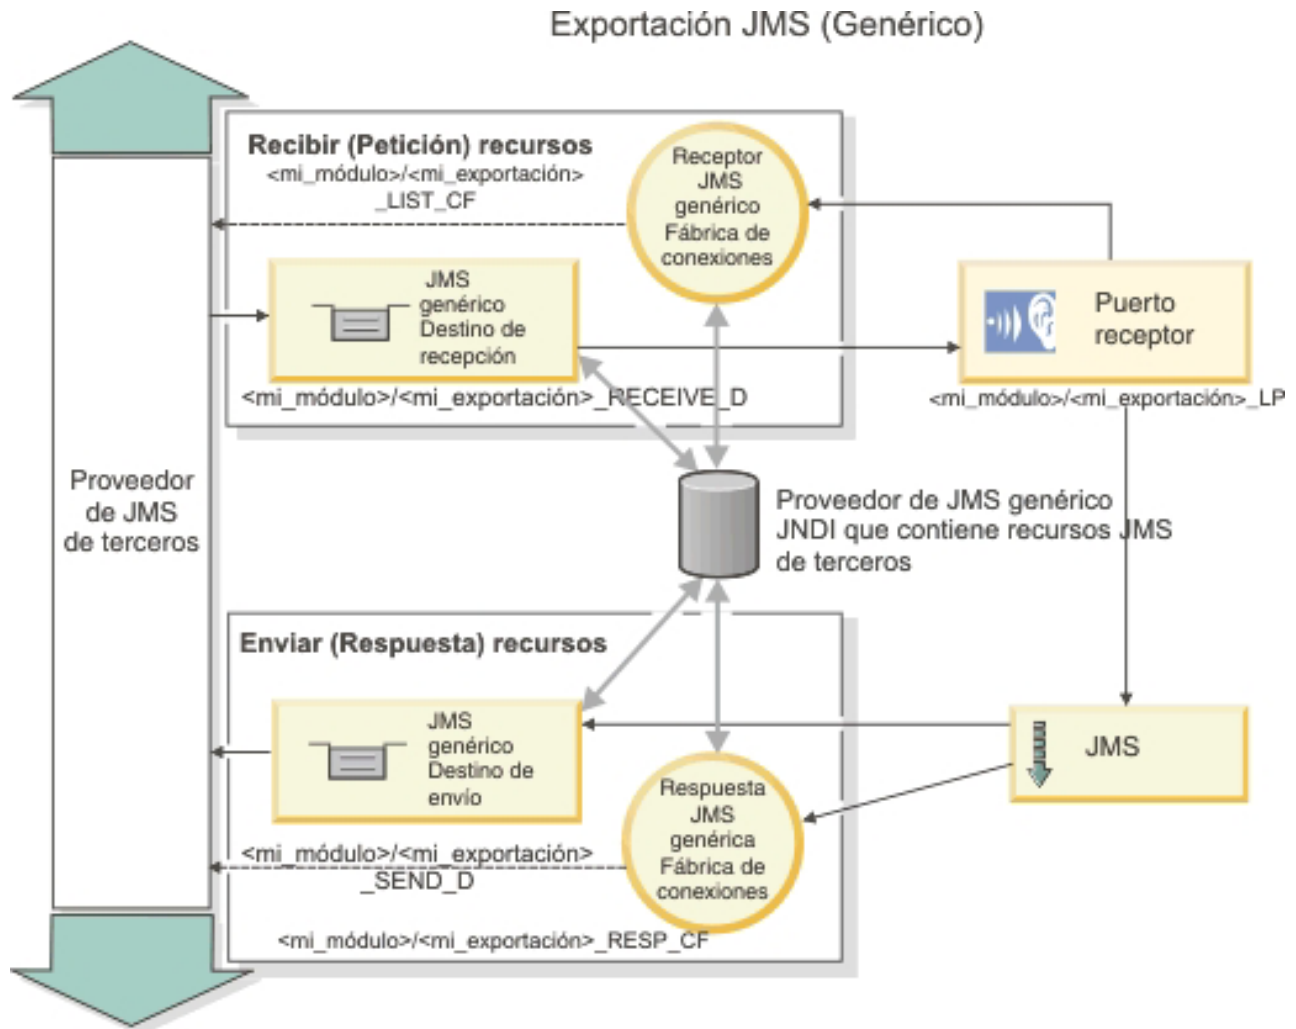 Exportación JMS (Genérico)
Recibir (Petición) recursos
<mi_módulo>/<mi_exportación>
_LIST_CF
Receptor
JMS
genérico
Fábrica de
conexiones
JMS
genérico
Destino de
recepción
<mi_módulo>/<mi_exportación>_RECEIVE_D
Puerto
receptor
<mi_módulo>/<mi_exportación>_LP
Proveedor
de JMS
de terceros
Proveedor de JMS genérico
JNDI que contiene recursos JMS
de terceros
Enviar (Respuesta) recursos
JMS
genérico
Destino de
envío
<mi_módulo>/<mi_exportación>
_SEND_D
Respuesta
JMS
genérica
Fábrica de
conexiones
<mi_módulo>/<mi_exportación>_RESP_CF
JMS